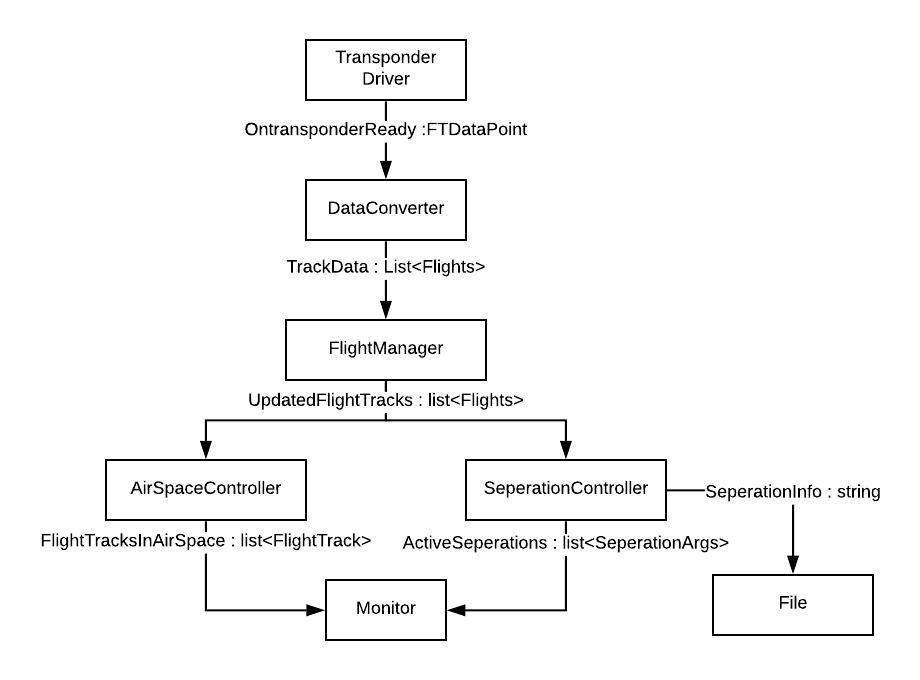 Transponder
Driver
OntransponderReady :FTDataPoint
DataConverter
TrackData : List<Flights>
FlightManager
UpdatedFlightTracks : list<Flights>
AirSpaceController
SeperationController
SeperationInfo : string
FlightTracksInAirSpace : list<FlightTrack>
ActiveSeperations : list<SeperationArgs>
Monitor
File